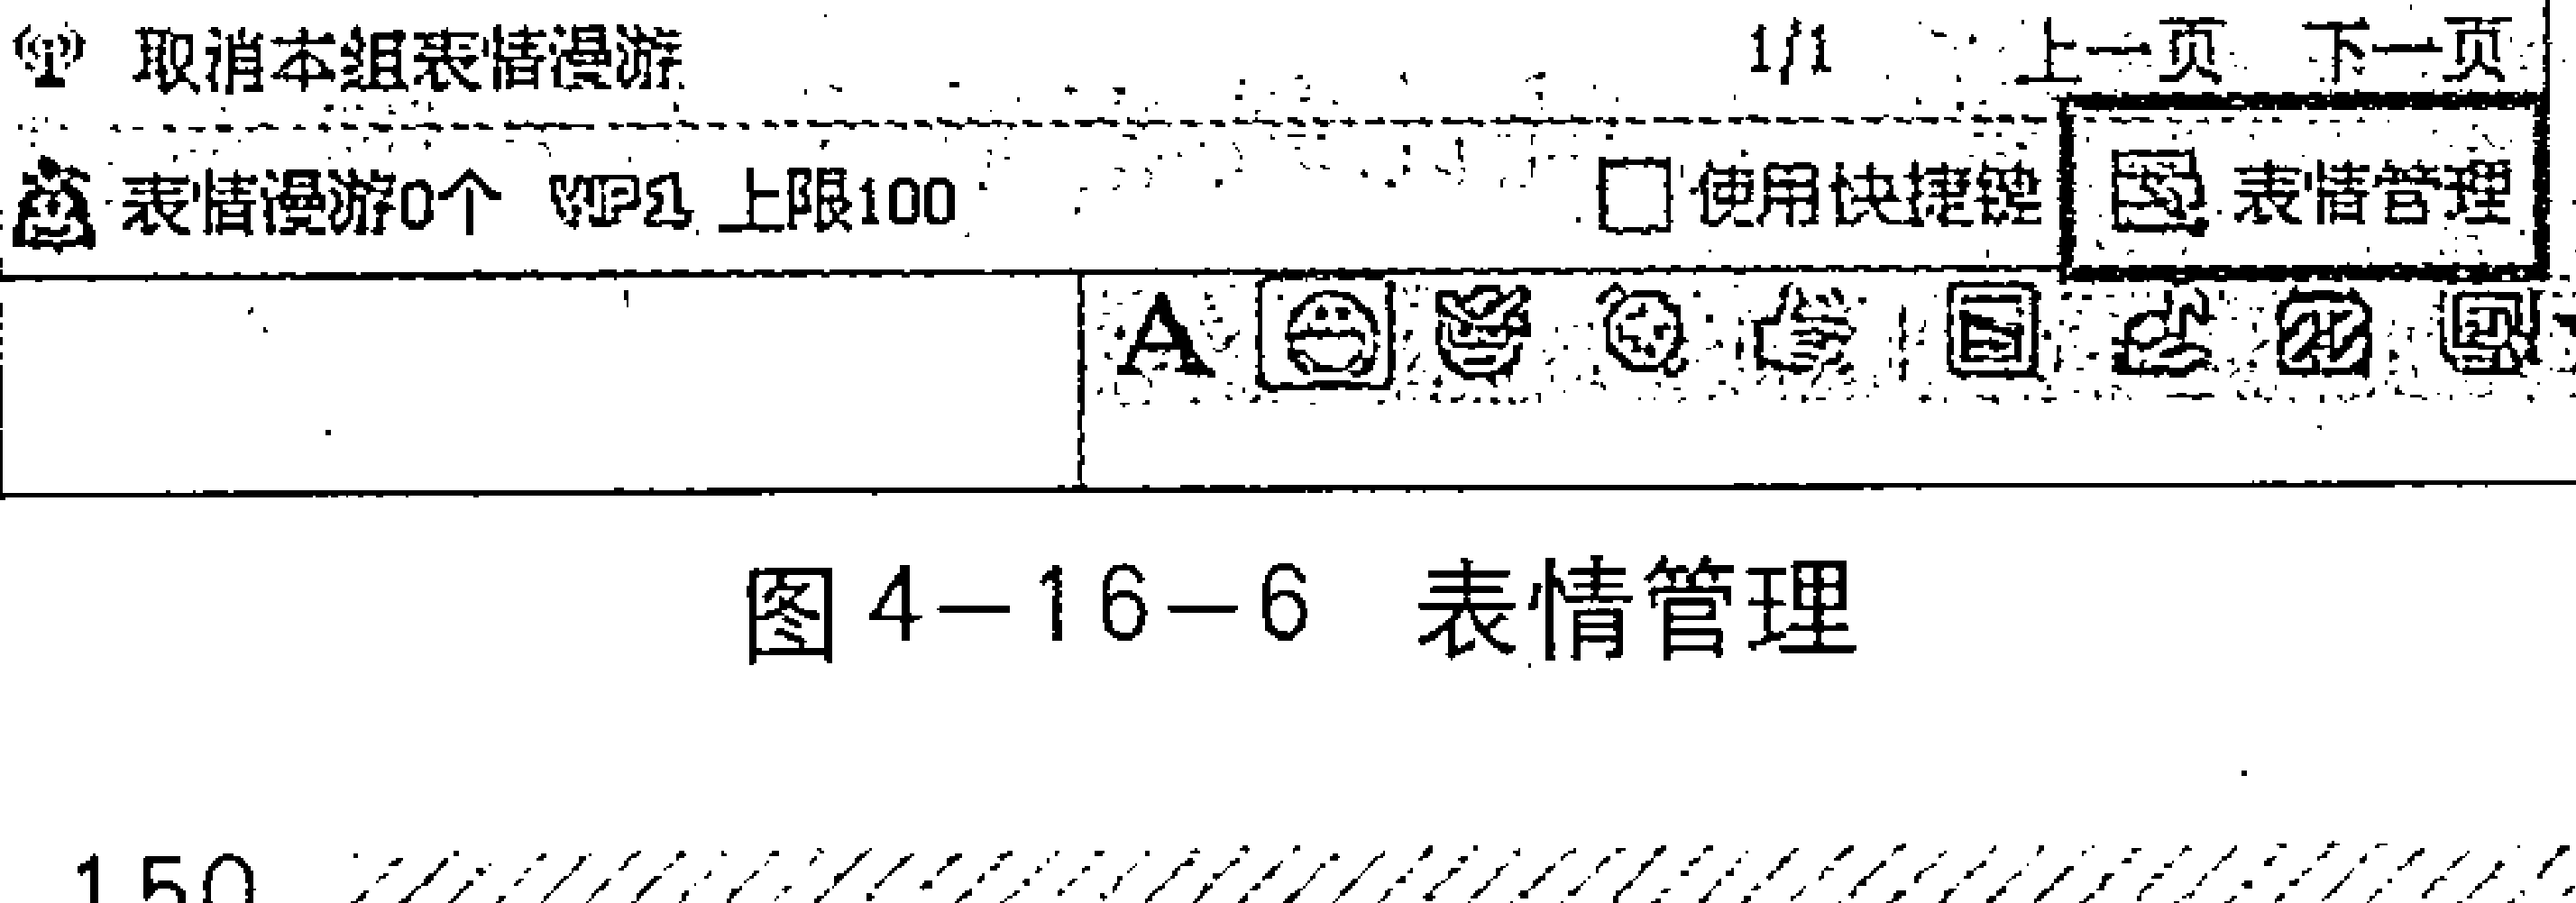 取消本组表情漫游 1/1 上一页 下一页
表情漫游0个 VIP1 上限100 使用快捷键 表情管理
A
图4-16-6 表情管理
150